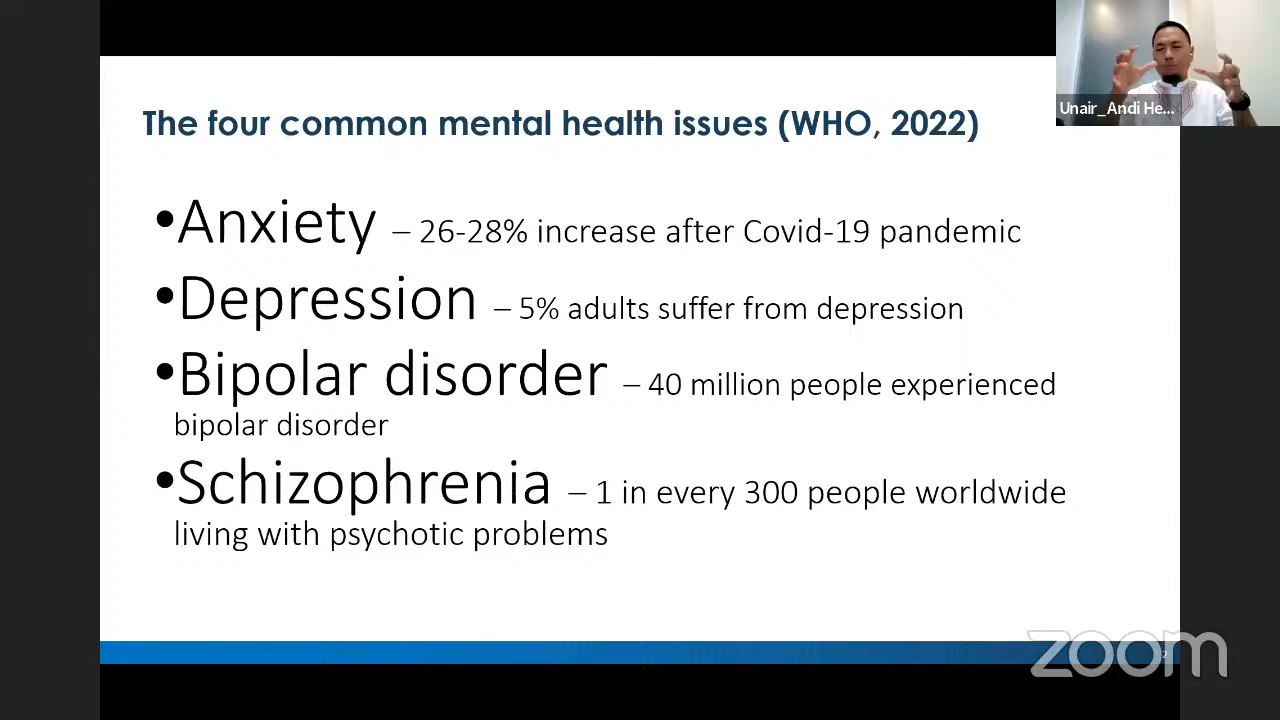 The four common mental health issues (WHO, 2022)
Unair_Andi He...
•Anxiety – 26-28% increase after Covid-19 pandemic
•Depression – 5% adults suffer from depression
•Bipolar disorder – 40 million people experienced
bipolar disorder
•Schizophrenia – 1 in every 300 people worldwide
living with psychotic problems
zoom
2